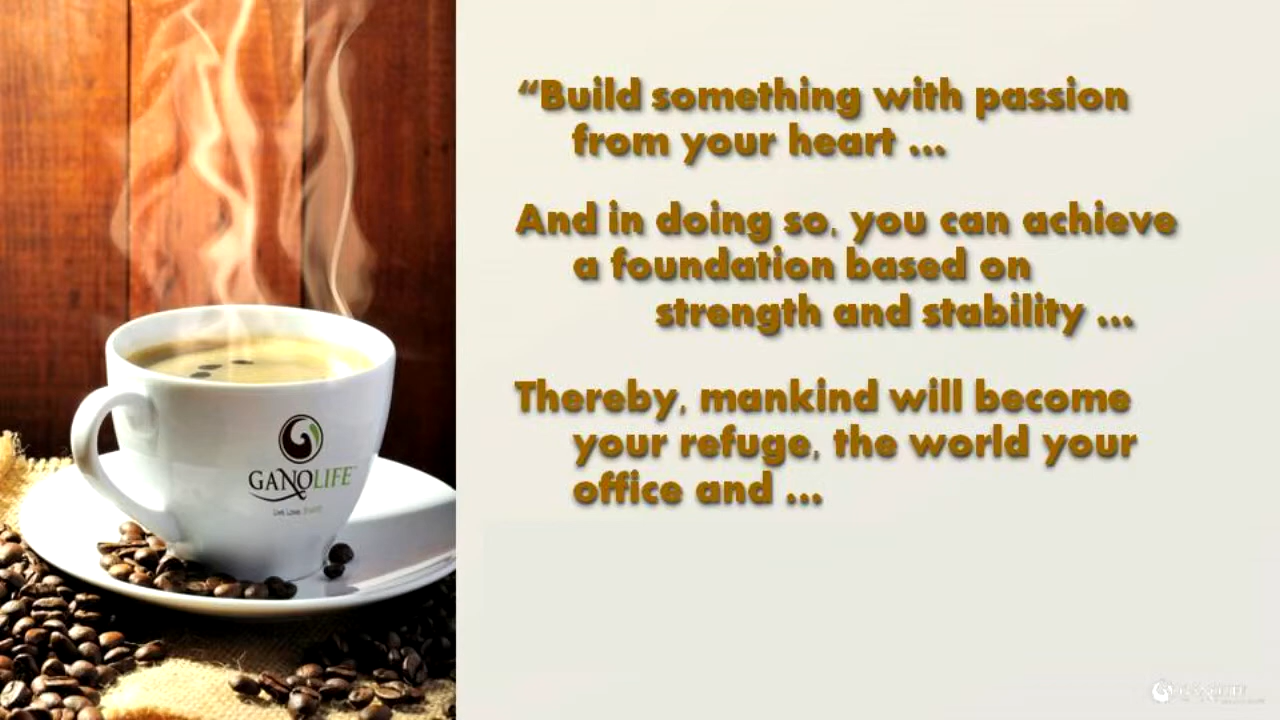 “Build something with passion
from your heart ...
And in doing so, you can achieve
a foundation based on
strength and stability ...
Thereby, mankind will become
your refuge, the world your
office and ...
GANOLIFE
GANOLIFE